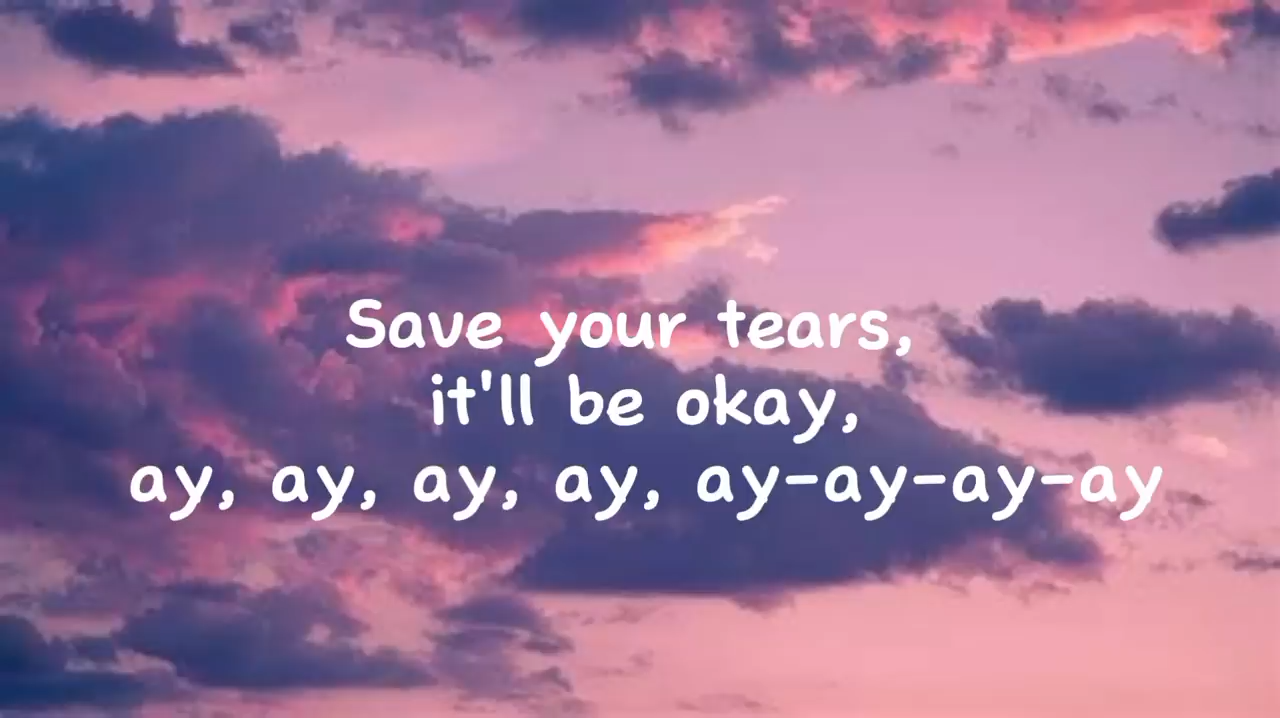 Save your tears,
it'll be okay,
ay, ay, ay, ay, ay-ay-ay-ay